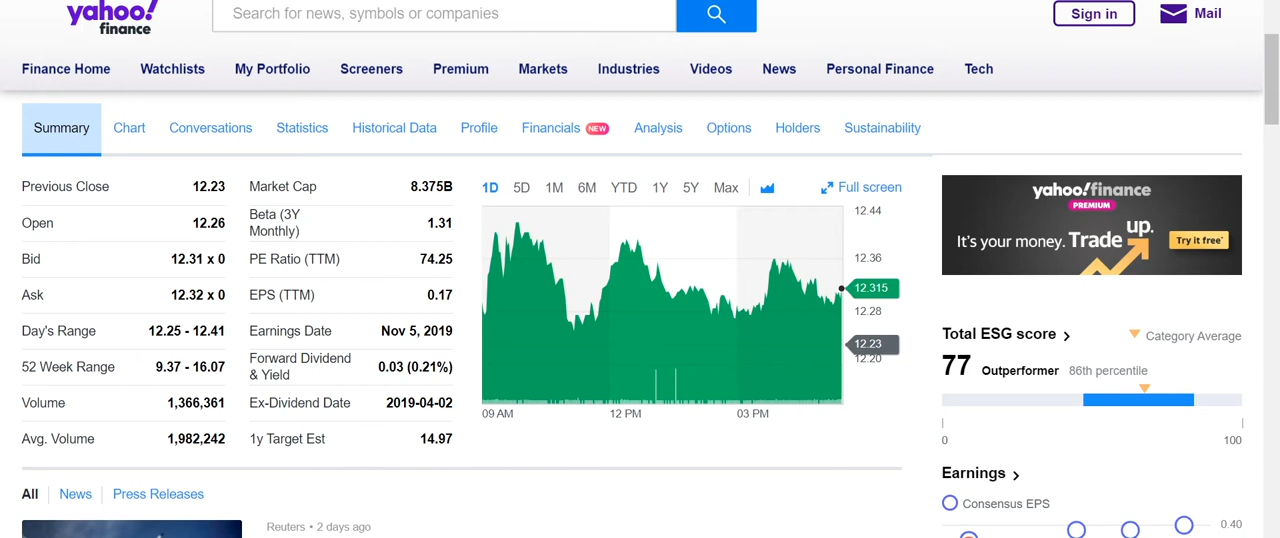 yahoo!
finance
Search for news, symbols or companies
Sign in
Mail
Finance Home Watchlists My Portfolio Screeners Premium Markets Industries Videos News Personal Finance Tech
Summary Chart Conversations Statistics Historical Data Profile Financials NEW Analysis Options Holders Sustainability
Previous Close 12.23
Open 12.26
Bid 12.31 x 0
Ask 12.32 x 0
Day's Range 12.25 - 12.41
52 Week Range 9.37 - 16.07
Volume 1,366,361
Avg. Volume 1,982,242
Market Cap 8.375B
Beta (3Y
Monthly) 1.31
PE Ratio (TTM) 74.25
EPS (TTM) 0.17
Earnings Date Nov 5, 2019
Forward Dividend
& Yield 0.03 (0.21%)
Ex-Dividend Date 2019-04-02
1y Target Est 14.97
1D 5D 1M 6M YTD 1Y 5Y Max Full screen
12.44
12.36
12.315
12.28
12.23
12.20
09 AM 12 PM 03 PM
yahoo!finance
PREMIUM
It's your money. Trade up.
Try it free*
Total ESG score
Category Average
77 Outperformer 86th percentile
0 100
Earnings
Consensus EPS
0.40
All News Press Releases
Reuters • 2 days ago